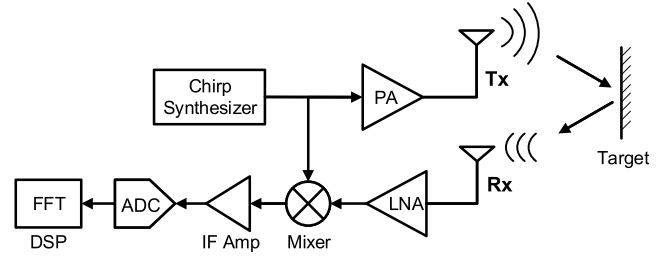 Chirp
Synthesizer
PA
Tx
Target
Rx
LNA
Mixer
IF Amp
ADC
FFT
DSP